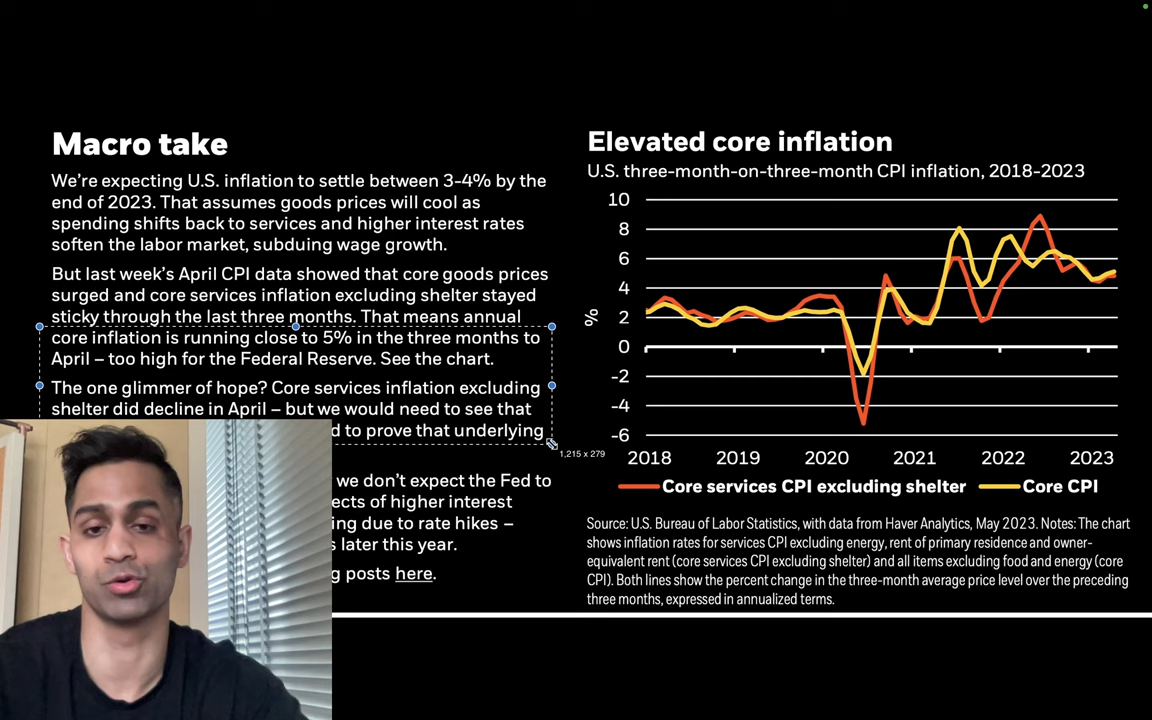 Macro take
We're expecting U.S. inflation to settle between 3-4% by the
end of 2023. That assumes goods prices will cool as
spending shifts back to services and higher interest rates
soften the labor market, subduing wage growth.
But last week's April CPI data showed that core goods prices
surged and core services inflation excluding shelter stayed
sticky through the last three months. That means annual
core inflation is running close to 5% in the three months to
April – too high for the Federal Reserve. See the chart.
The one glimmer of hope? Core services inflation excluding
shelter did decline in April – but we would need to see that
to prove that underlying
1,215 x 279
we don't expect the Fed to
of higher interest
due to rate hikes –
later this year.
posts here.
Elevated core inflation
U.S. three-month-on-three-month CPI inflation, 2018-2023
10
8
6
4
2
0
-2
-4
-6
%
2018 2019 2020 2021 2022 2023
Core services CPI excluding shelter Core CPI
Source: U.S. Bureau of Labor Statistics, with data from Haver Analytics, May 2023. Notes: The chart
shows inflation rates for services CPI excluding energy, rent of primary residence and owner-
equivalent rent (core services CPI excluding shelter) and all items excluding food and energy (core
CPI). Both lines show the percent change in the three-month average price level over the preceding
three months, expressed in annualized terms.